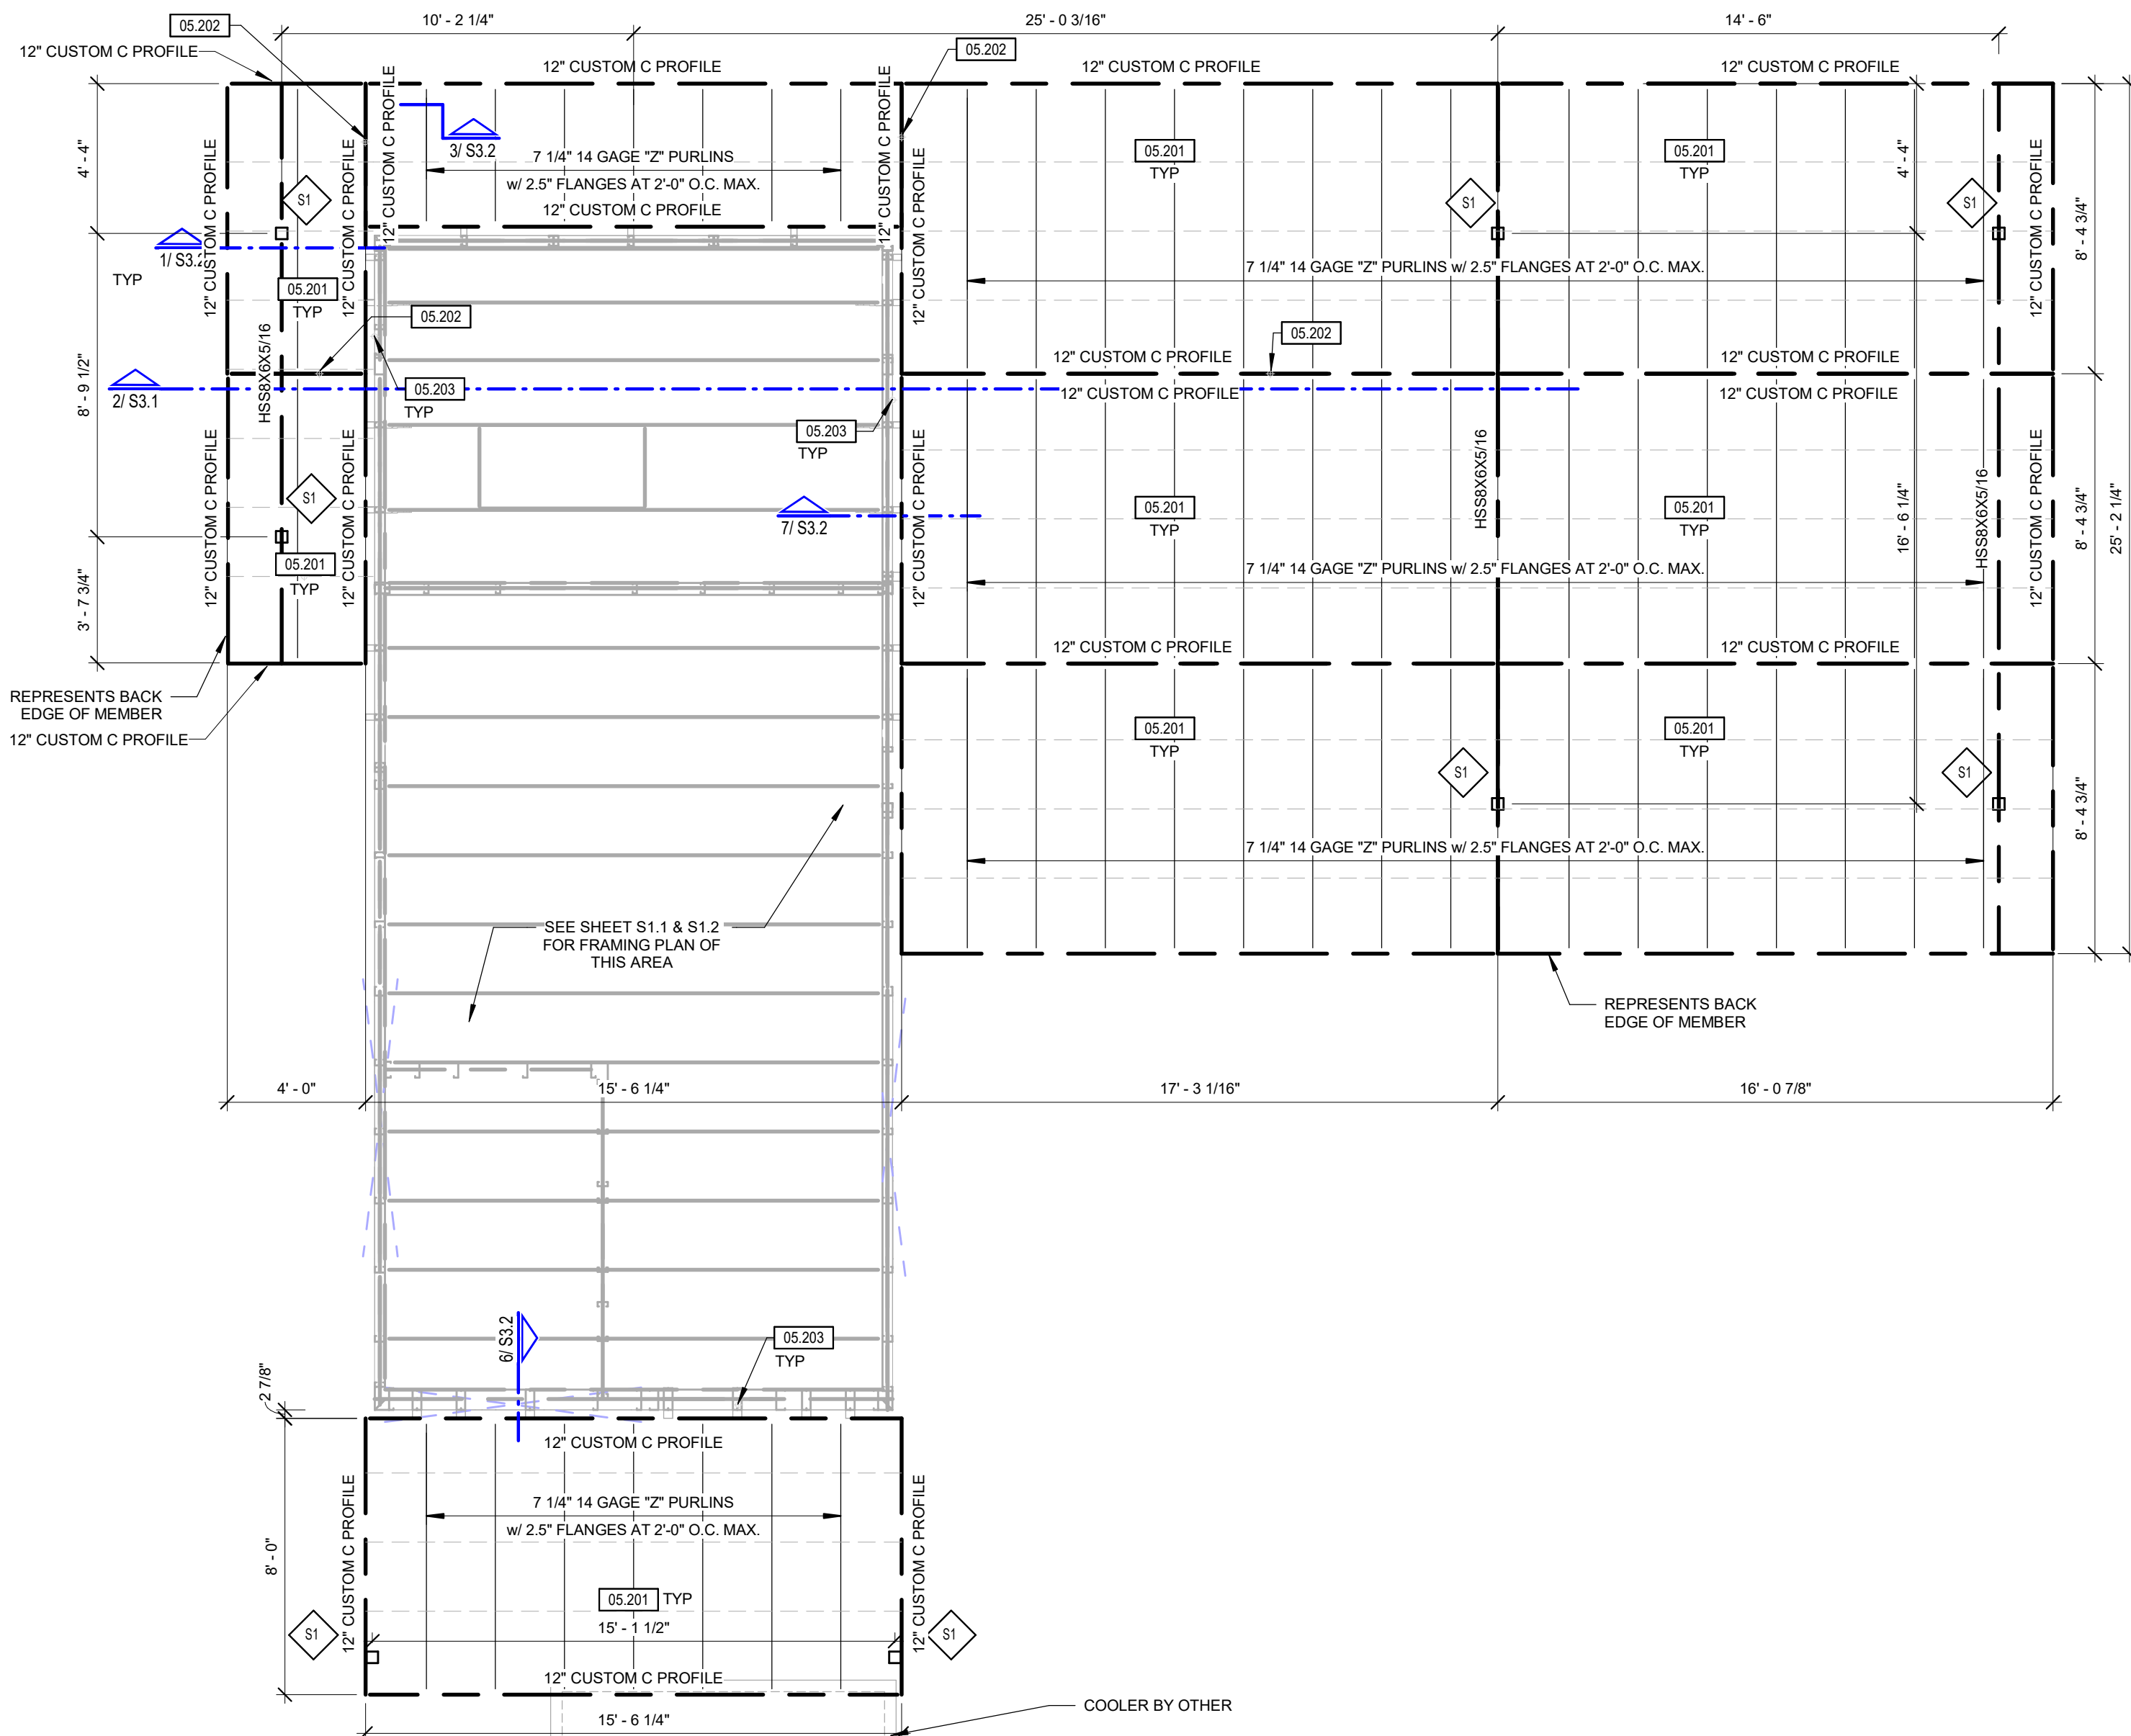 10' - 2 1/4"
25' - 0 3/16"
14' - 6"
05.202
12" CUSTOM C PROFILE
05.202
12" CUSTOM C PROFILE
12" CUSTOM C PROFILE
12" CUSTOM C PROFILE
12" CUSTOM C PROFILE
12" CUSTOM C PROFILE
4' - 4"
3/ S3.2
7 1/4" 14 GAGE "Z" PURLINS
w/ 2.5" FLANGES AT 2'-0" O.C. MAX.
12" CUSTOM C PROFILE
05.201
TYP
05.201
TYP
4' - 4"
8' - 4 3/4"
S1
S1
S1
12" CUSTOM C PROFILE
12" CUSTOM C PROFILE
12" CUSTOM C PROFILE
12" CUSTOM C PROFILE
1/ S3.2
TYP
05.201
TYP
05.202
7 1/4" 14 GAGE "Z" PURLINS w/ 2.5" FLANGES AT 2'-0" O.C. MAX.
05.202
12" CUSTOM C PROFILE
12" CUSTOM C PROFILE
8' - 9 1/2"
HSS8X6X5/16
2/ S3.1
05.203
TYP
12" CUSTOM C PROFILE
12" CUSTOM C PROFILE
05.203
TYP
12" CUSTOM C PROFILE
12" CUSTOM C PROFILE
12" CUSTOM C PROFILE
HSS8X6X5/16
HSS8X6X5/16
12" CUSTOM C PROFILE
S1
7/ S3.2
05.201
TYP
05.201
TYP
16' - 6 1/4"
8' - 4 3/4"
25' - 2 1/4"
05.201
TYP
3' - 7 3/4"
7 1/4" 14 GAGE "Z" PURLINS w/ 2.5" FLANGES AT 2'-0" O.C. MAX.
12" CUSTOM C PROFILE
12" CUSTOM C PROFILE
REPRESENTS BACK
EDGE OF MEMBER
12" CUSTOM C PROFILE
05.201
TYP
05.201
TYP
S1
S1
8' - 4 3/4"
7 1/4" 14 GAGE "Z" PURLINS w/ 2.5" FLANGES AT 2'-0" O.C. MAX.
SEE SHEET S1.1 & S1.2
FOR FRAMING PLAN OF
THIS AREA
REPRESENTS BACK
EDGE OF MEMBER
4' - 0"
15' - 6 1/4"
17' - 3 1/16"
16' - 0 7/8"
6/ S3.2
05.203
TYP
2 7/8"
12" CUSTOM C PROFILE
7 1/4" 14 GAGE "Z" PURLINS
w/ 2.5" FLANGES AT 2'-0" O.C. MAX.
12" CUSTOM C PROFILE
12" CUSTOM C PROFILE
8' - 0"
05.201 TYP
15' - 1 1/2"
S1
S1
12" CUSTOM C PROFILE
COOLER BY OTHER
15' - 6 1/4"